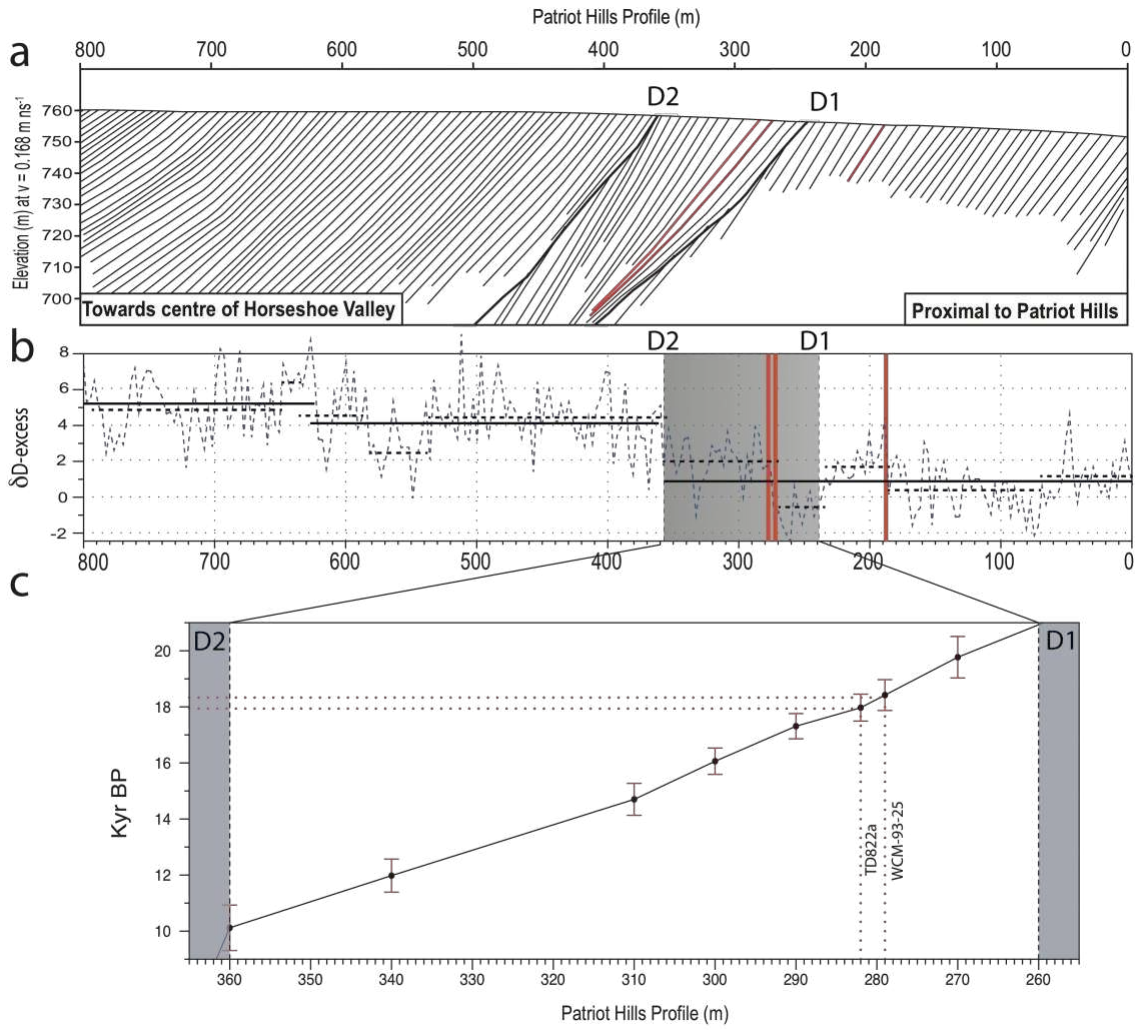 Patriot Hills Profile (m)
a
800 700 600 500 400 300 200 100 0
D2 D1
760
750
740
730
720
710
700
Elevation (m) at v = 0.168 m ns⁻¹
Towards centre of Horseshoe Valley
Proximal to Patriot Hills
b
D2 D1
8
6
4
2
0
-2
δD-excess
800 700 600 500 400 300 200 100 0
c
D2 D1
20
18
16
14
12
10
Kyr BP
TD822a
WCM-93-25
360 350 340 330 320 310 300 290 280 270 260
Patriot Hills Profile (m)